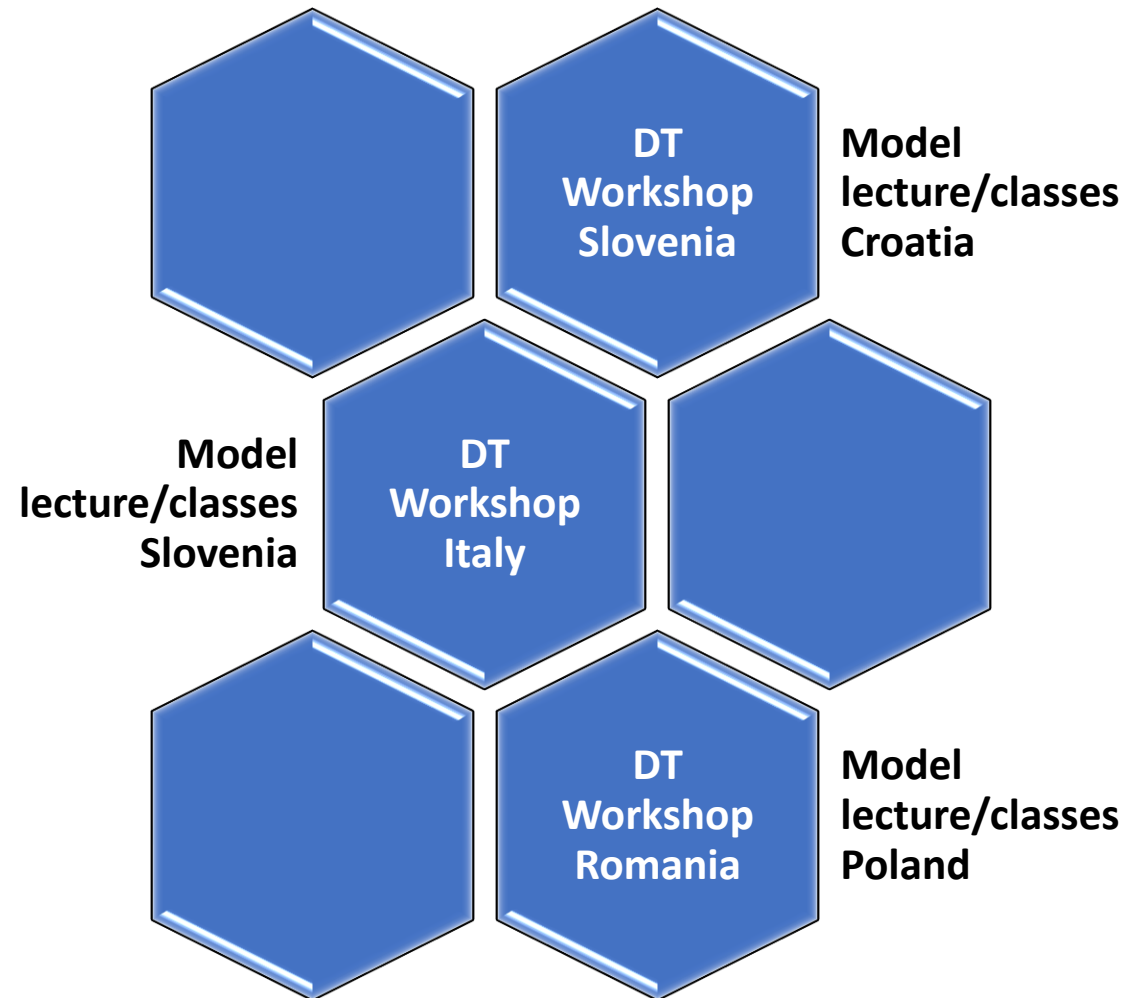 DT
Workshop
Slovenia
Model
lecture/classes
Croatia
Model
lecture/classes
Slovenia
DT
Workshop
Italy
DT
Workshop
Romania
Model
lecture/classes
Poland